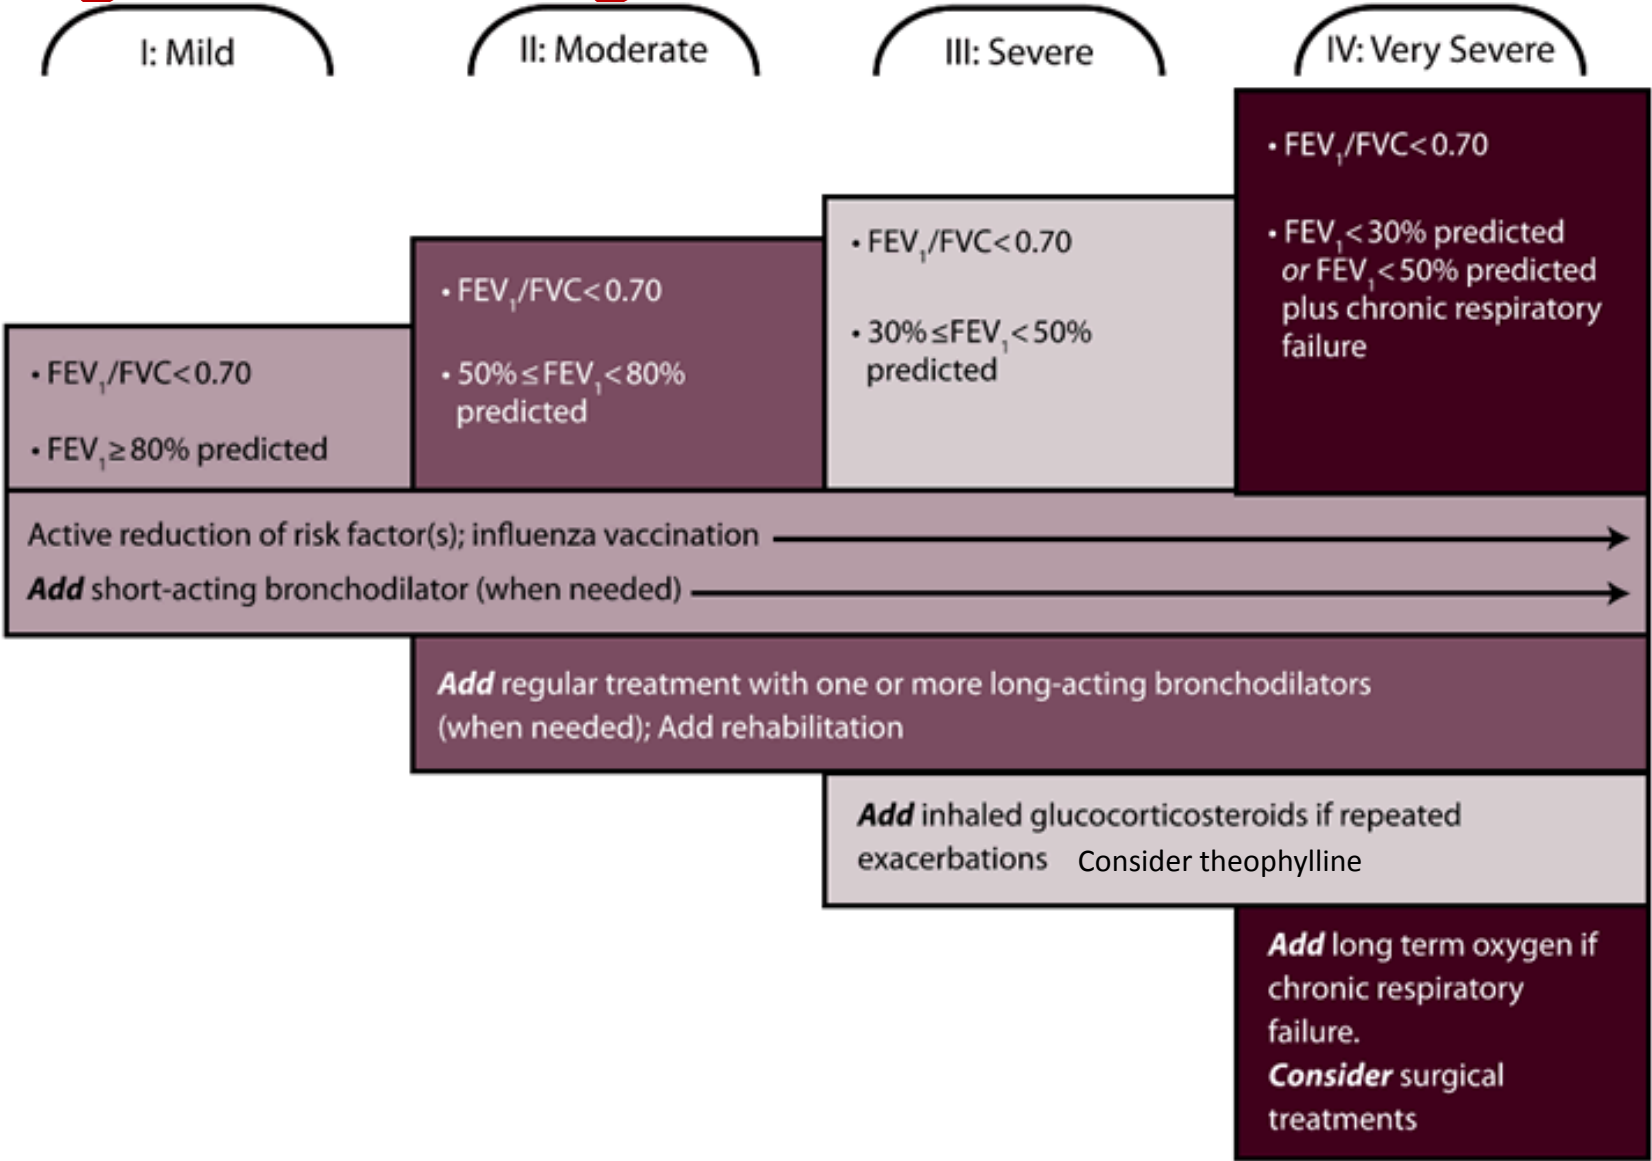 I: Mild
II: Moderate
III: Severe
IV: Very Severe
• FEV₁/FVC<0.70
• FEV₁≥80% predicted
• FEV₁/FVC<0.70
• 50%≤FEV₁<80%
predicted
• FEV₁/FVC<0.70
• 30%≤FEV₁<50%
predicted
• FEV₁/FVC<0.70
• FEV₁<30% predicted
or FEV₁<50% predicted
plus chronic respiratory
failure
Active reduction of risk factor(s); influenza vaccination
Add short-acting bronchodilator (when needed)
Add regular treatment with one or more long-acting bronchodilators
(when needed); Add rehabilitation
Add inhaled glucocorticosteroids if repeated
exacerbations Consider theophylline
Add long term oxygen if
chronic respiratory
failure.
Consider surgical
treatments